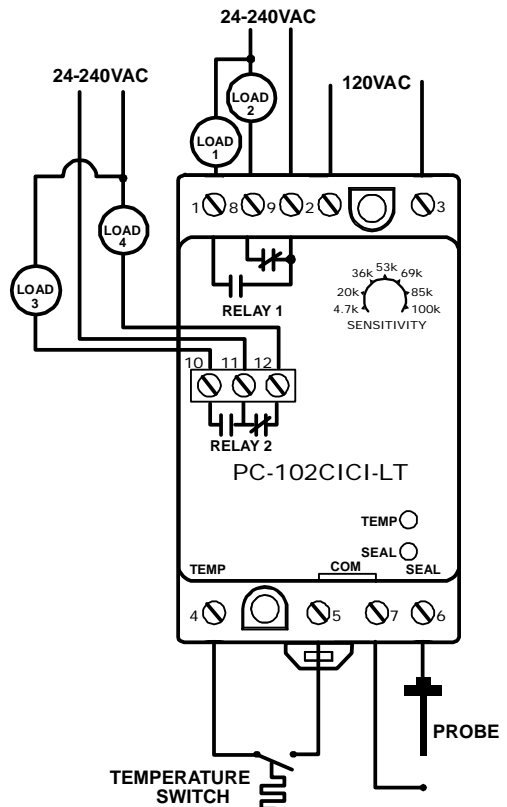 24-240VAC
24-240VAC
120VAC
LOAD
2
LOAD
1
LOAD
4
LOAD
3
1 8 9 2 3
RELAY 1
36k 53k 69k
20k 85k
4.7k 100k
SENSITIVITY
10 11 12
RELAY 2
PC-102CICI-LT
TEMP
SEAL
TEMP COM SEAL
4 5 7 6
PROBE
TEMPERATURE
SWITCH